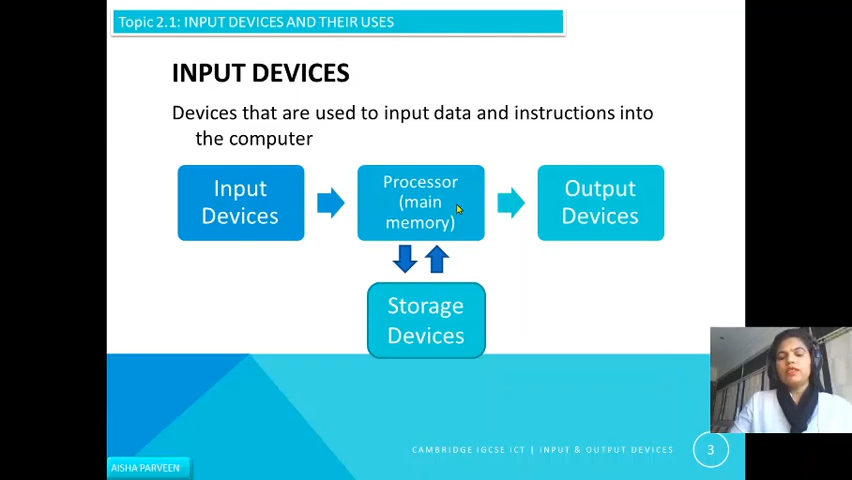 Topic 2.1: INPUT DEVICES AND THEIR USES
INPUT DEVICES
Devices that are used to input data and instructions into
the computer
Input
Devices
Processor
(main
memory)
Output
Devices
Storage
Devices
CAMBRIDGE IGCSE ICT | INPUT & OUTPUT DEVICES
3
AISHA PARVEEN